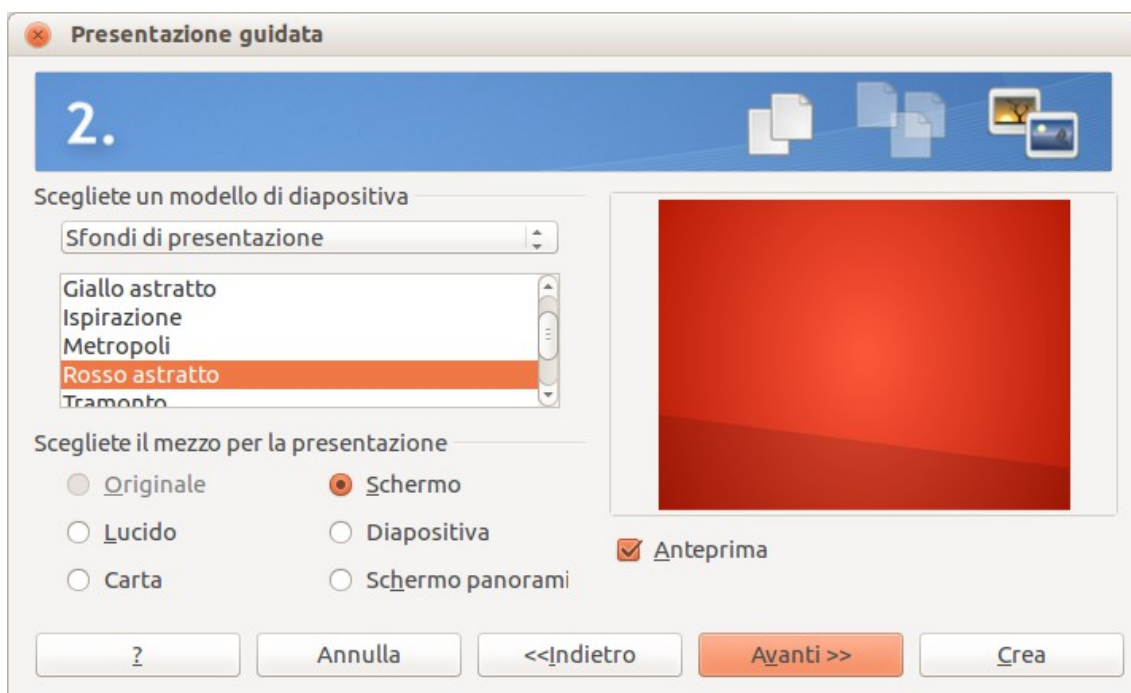 Presentazione guidata
2.
Scegliete un modello di diapositiva
Sfondi di presentazione
Giallo astratto
Ispirazione
Metropoli
Rosso astratto
Tramonto
Scegliete il mezzo per la presentazione
Originale Schermo
Lucido Diapositiva
Carta Schermo panorami
Anteprima
? Annulla <<Indietro Avanti >> Crea